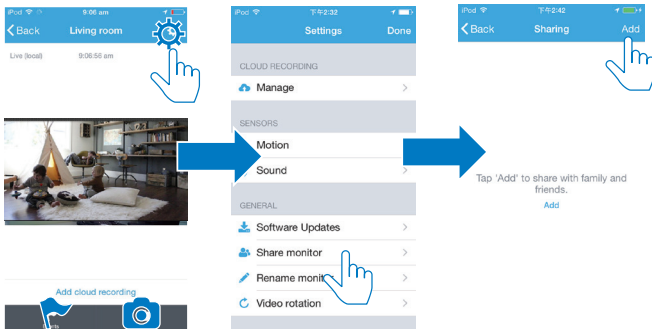 iPod 9:06 am
Back Living room
Live (local) 9:06:56 am
Add cloud recording
iPod 下午2:32
Settings Done
CLOUD RECORDING
Manage
SENSORS
Motion
Sound
GENERAL
Software Updates
Share monitor
Rename monitor
Video rotation
iPod 下午2:42
Back Sharing Add
Tap 'Add' to share with family and
friends.
Add